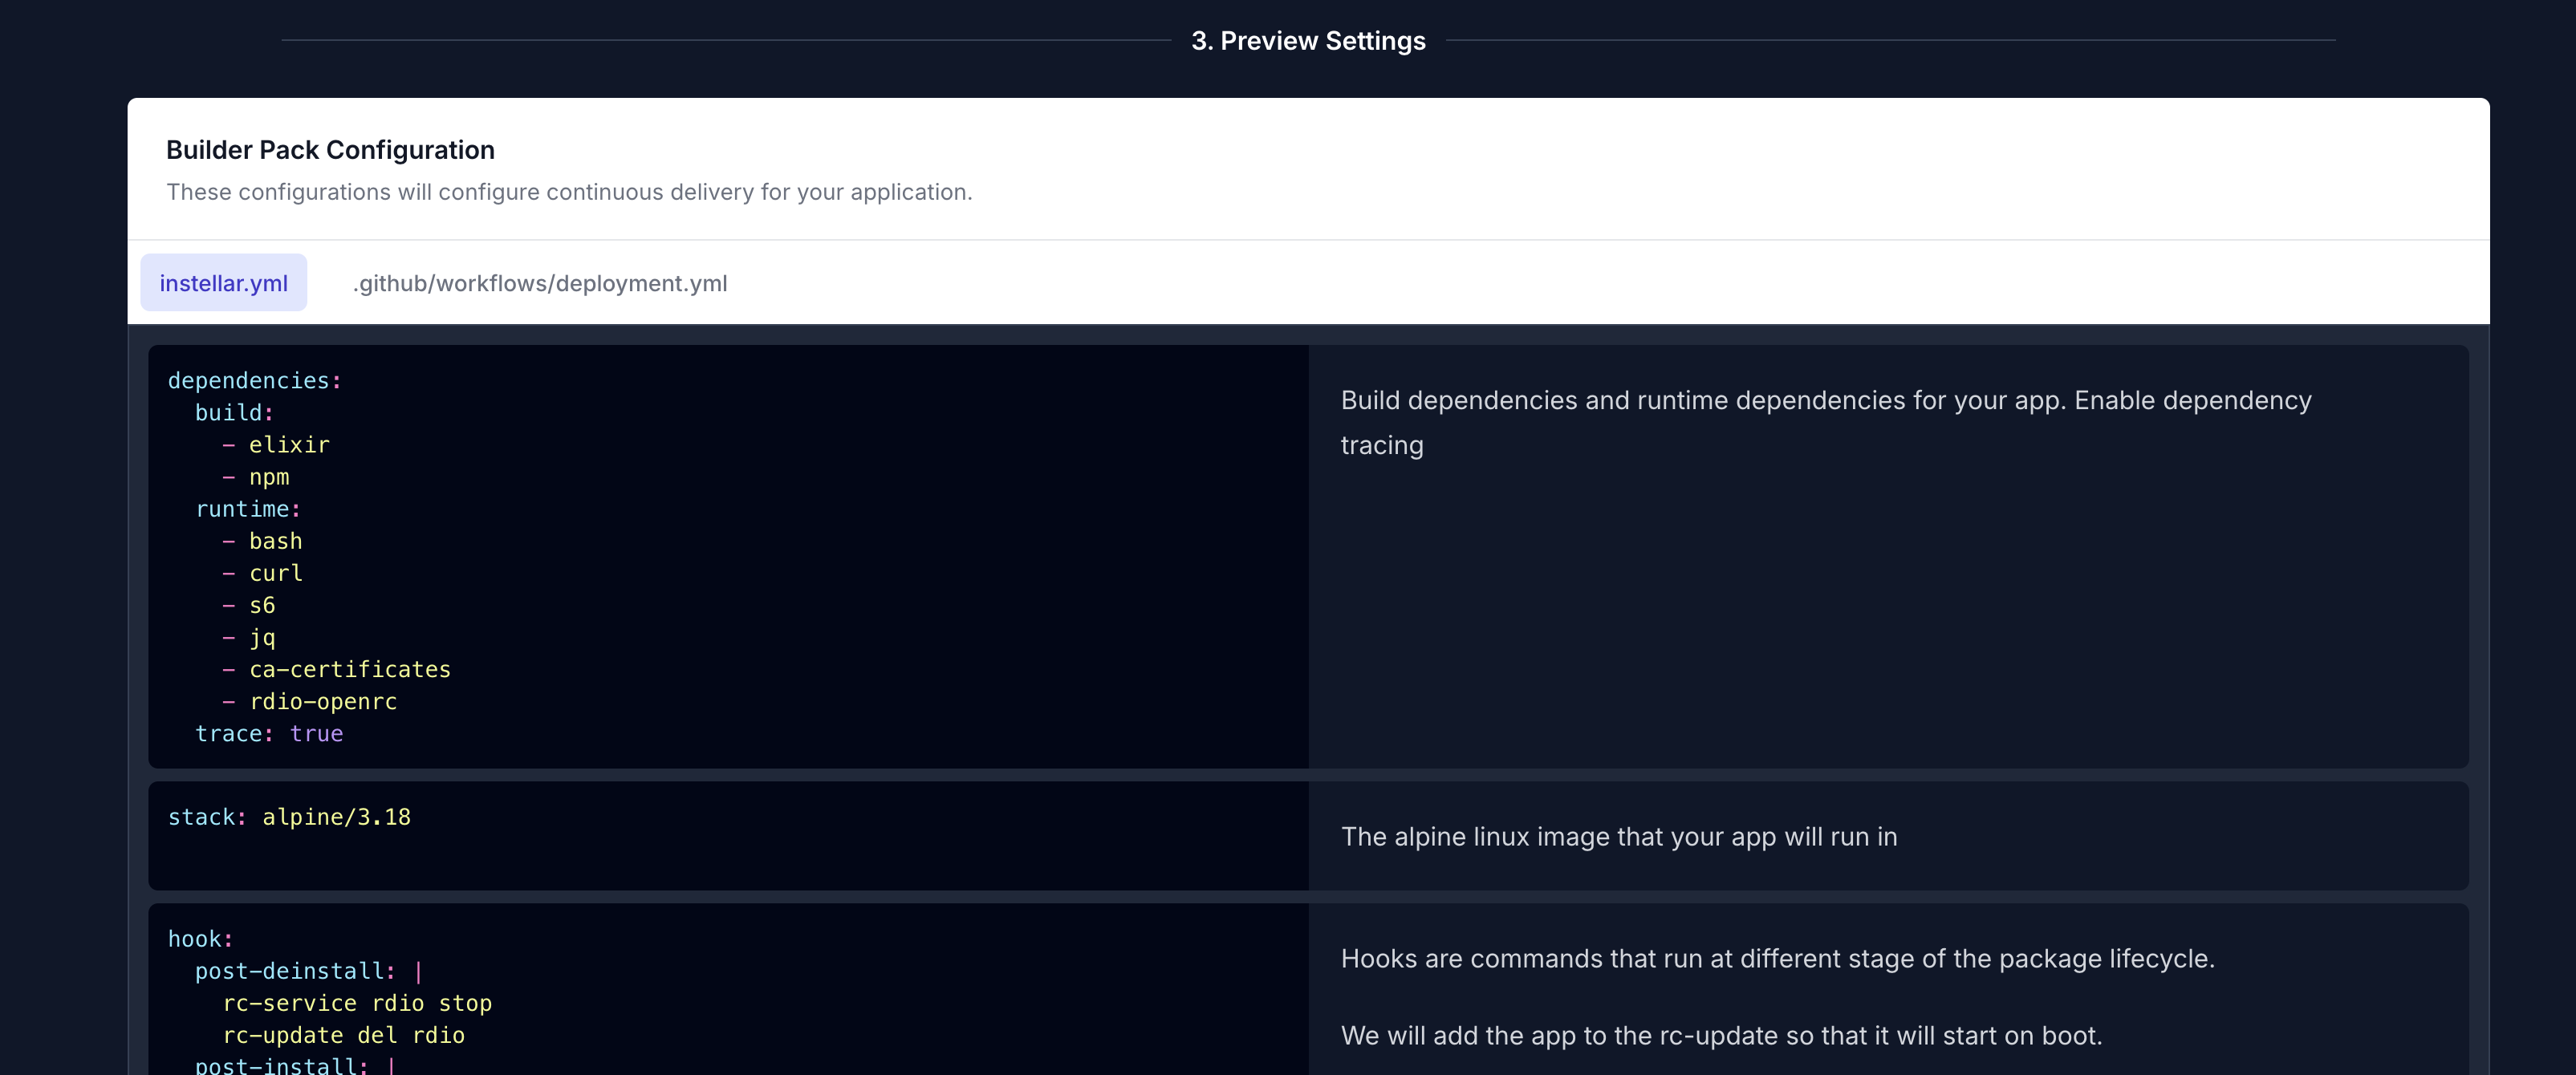 3. Preview Settings
Builder Pack Configuration
These configurations will configure continuous delivery for your application.
instellar.yml
.github/workflows/deployment.yml
dependencies:
  build:
    - elixir
    - npm
  runtime:
    - bash
    - curl
    - s6
    - jq
    - ca-certificates
    - rdio-openrc
  trace: true
Build dependencies and runtime dependencies for your app. Enable dependency
tracing
stack: alpine/3.18
The alpine linux image that your app will run in
hook:
  post-deinstall: |
    rc-service rdio stop
    rc-update del rdio
  post-install: |
Hooks are commands that run at different stage of the package lifecycle.
We will add the app to the rc-update so that it will start on boot.